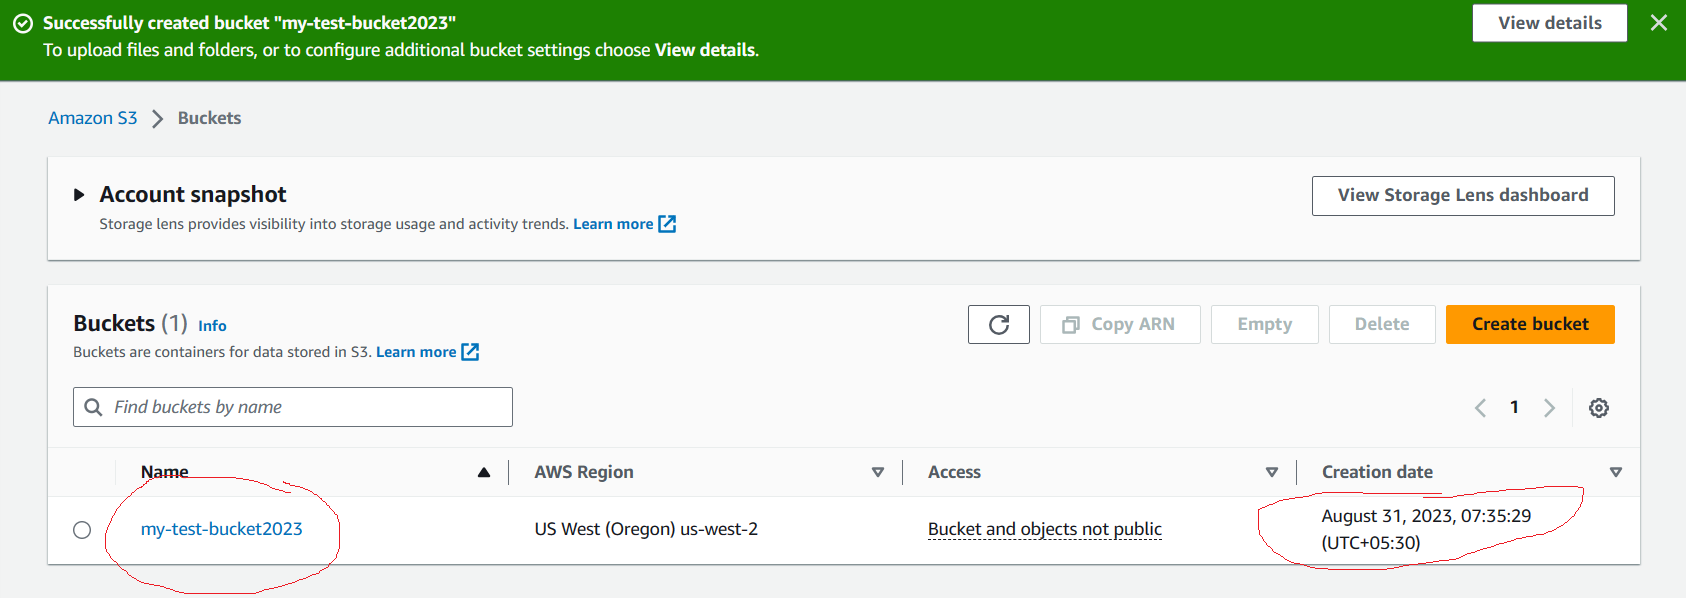 Successfully created bucket "my-test-bucket2023"
To upload files and folders, or to configure additional bucket settings choose View details.
View details
Amazon S3 Buckets
Account snapshot
Storage lens provides visibility into storage usage and activity trends. Learn more
View Storage Lens dashboard
Buckets (1) Info
Buckets are containers for data stored in S3. Learn more
Copy ARN Empty Delete Create bucket
Find buckets by name
1
Name AWS Region Access Creation date
my-test-bucket2023 US West (Oregon) us-west-2 Bucket and objects not public August 31, 2023, 07:35:29
(UTC+05:30)